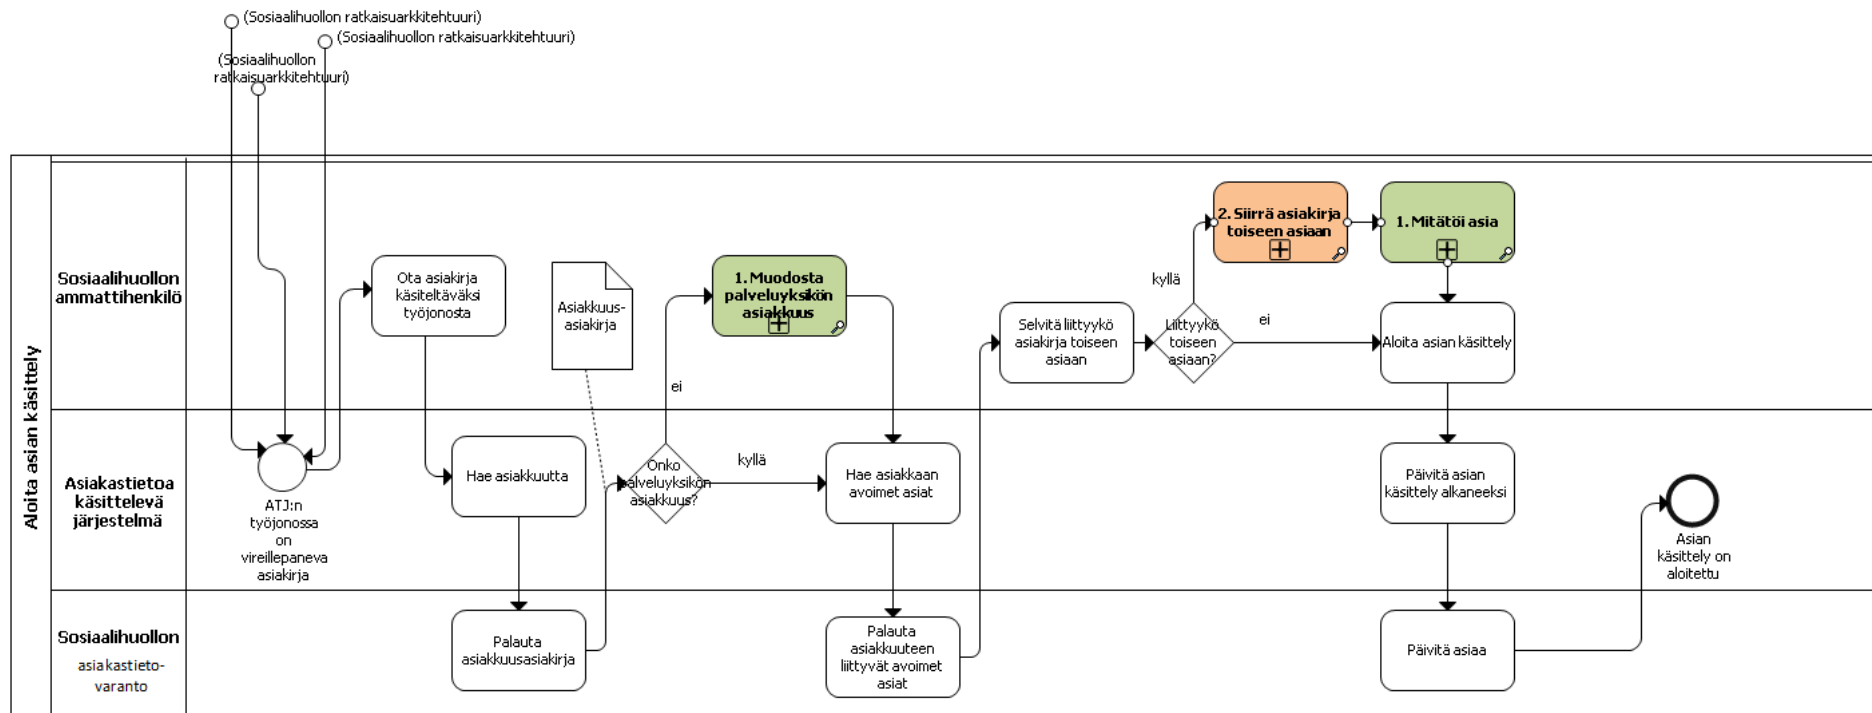 (Sosiaalihuollon ratkaisuarkkitehtuuri)
(Sosiaalihuollon ratkaisuarkkitehtuuri)
(Sosiaalihuollon
ratkaisuarkkitehtuuri)
Aloita asian käsittely
Sosiaalihuollon
ammattihenkilö
Ota asiakirja
käsiteltäväksi
työjonosta
Asiakkuus-
asiakirja
1. Muodosta
palveluyksikön
asiakkuus
ei
Selvitä liittyykö
asiakirja toiseen
asiaan
Liittyykö
toiseen
asiaan?
kyllä
ei
2. Siirrä asiakirja
toiseen asiaan
1. Mitätöi asia
Aloita asian käsittely
Asiakastietoa
käsittelevä
järjestelmä
ATJ:n
työjonossa
on
vireillepaneva
asiakirja
Hae asiakkuutta
Onko
palveluyksikön
asiakkuus?
kyllä
Hae asiakkaan
avoimet asiat
Päivitä asian
käsittely alkaneeksi
Asian
käsittely on
aloitettu
Sosiaalihuollon
asiakastieto-
varanto
Palauta
asiakkuusasiakirja
Palauta
asiakkuuteen
liittyvät avoimet
asiat
Päivitä asiaa